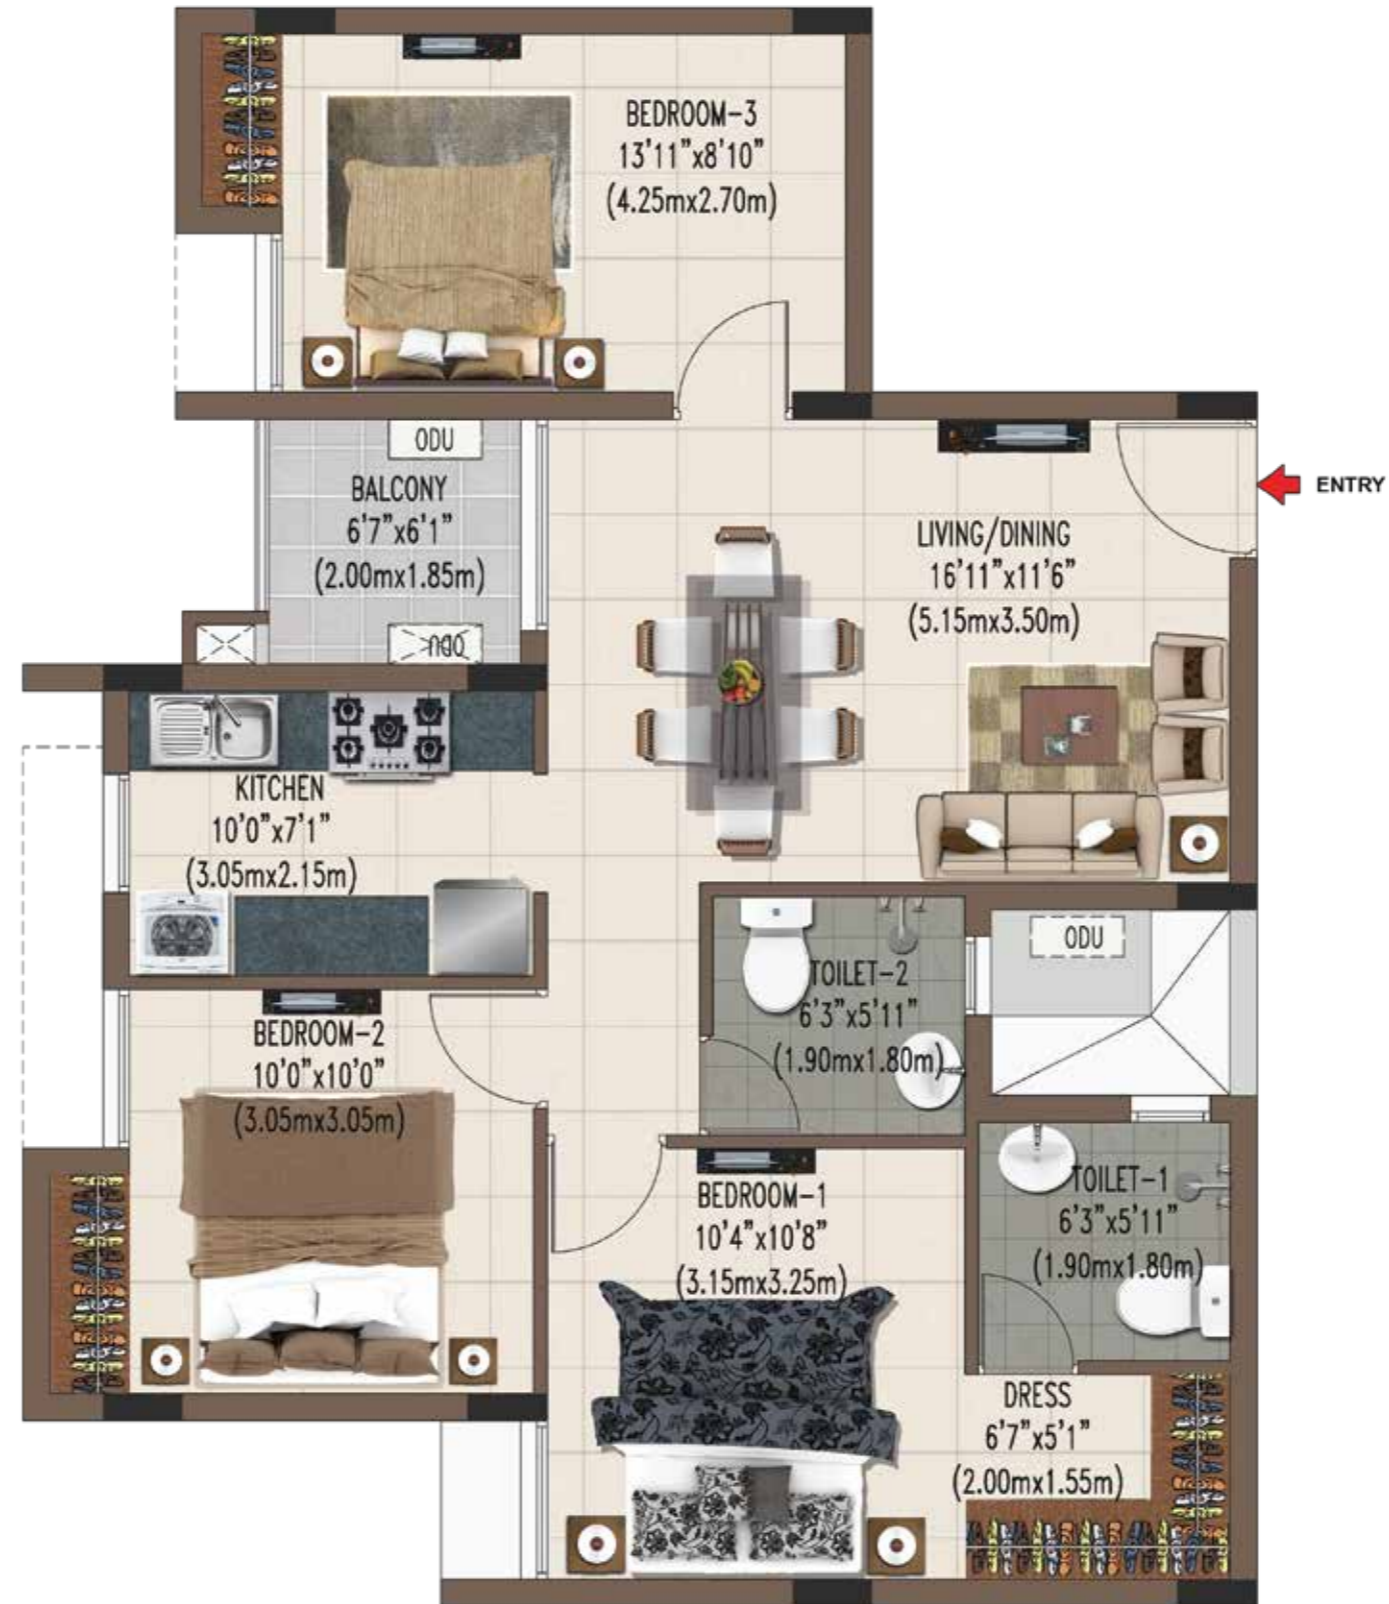 BEDROOM-3
13'11"x8'10"
(4.25mx2.70m)
ODU
BALCONY
6'7"x6'1"
(2.00mx1.85m)
ODU
ENTRY
LIVING/DINING
16'11"x11'6"
(5.15mx3.50m)
KITCHEN
10'0"x7'1"
(3.05mx2.15m)
ODU
TOILET-2
6'3"x5'11"
(1.90mx1.80m)
BEDROOM-2
10'0"x10'0"
(3.05mx3.05m)
BEDROOM-1
10'4"x10'8"
(3.15mx3.25m)
TOILET-1
6'3"x5'11"
(1.90mx1.80m)
DRESS
6'7"x5'1"
(2.00mx1.55m)